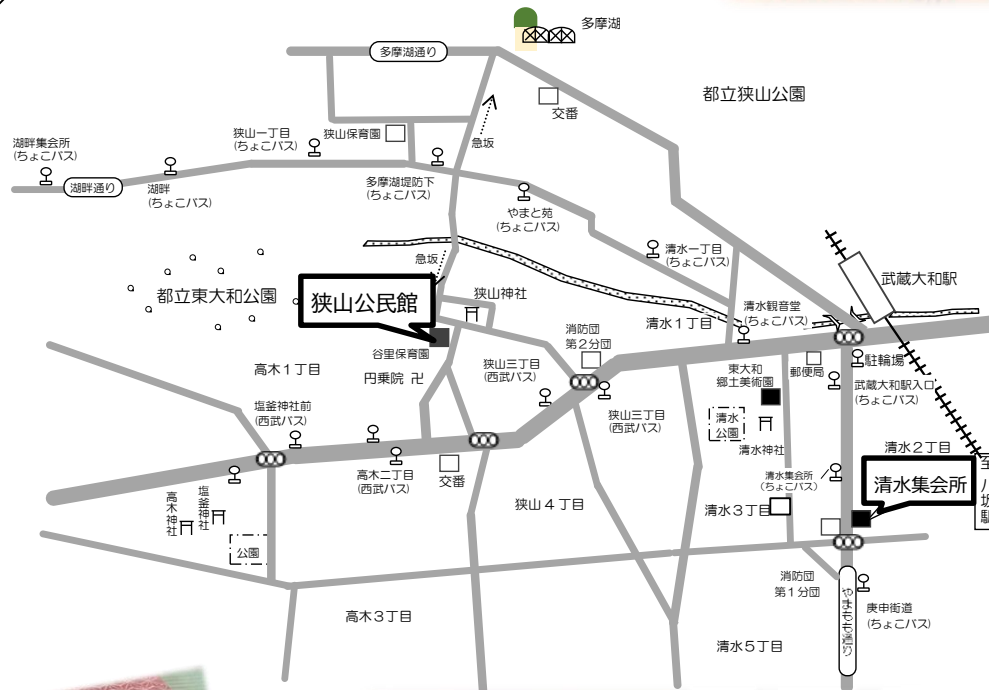 多摩湖
多摩湖通り
都立狭山公園
交番
急坂
狭山保育園
狭山一丁目
(ちょこバス)
湖畔集会所
(ちょこバス)
湖畔通り
湖畔
(ちょこバス)
多摩湖堤防下
(ちょこバス)
やまと苑
(ちょこバス)
清水一丁目
(ちょこバス)
急坂
武蔵大和駅
都立東大和公園
狭山公民館
狭山神社
清水観音堂
(ちょこバス)
清水1丁目
消防団
第2分団
谷里保育園
駐輪場
郵便局
高木1丁目
円乗院 卍
狭山三丁目
(西武バス)
東大和
郷土美術園
武蔵大和駅入口
(ちょこバス)
塩釜神社前
(西武バス)
狭山三丁目
(西武バス)
清水
公園
清水神社
清水2丁目
高木二丁目
(西武バス)
交番
清水集会所
(ちょこバス)
清水集会所
至
八
坂
駅
高木神社
塩釜神社
狭山4丁目
清水3丁目
公園
消防団
第1分団
やまもも通り
庚申街道
(ちょこバス)
高木3丁目
清水5丁目